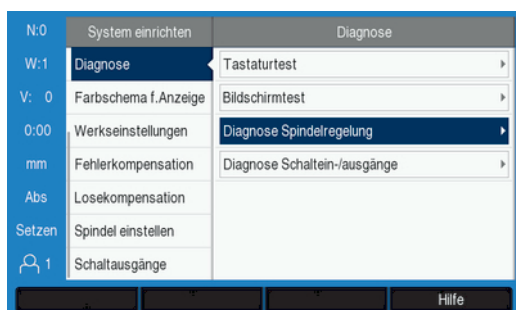 N:0
System einrichten
Diagnose
W:1
Diagnose
Tastaturtest
V: 0
Farbschema f.Anzeige
Bildschirmtest
0:00
Werkseinstellungen
Diagnose Spindelregelung
mm
Fehlerkompensation
Diagnose Schaltein-/ausgänge
Abs
Losekompensation
Setzen
Spindel einstellen
1
Schaltausgänge
Hilfe